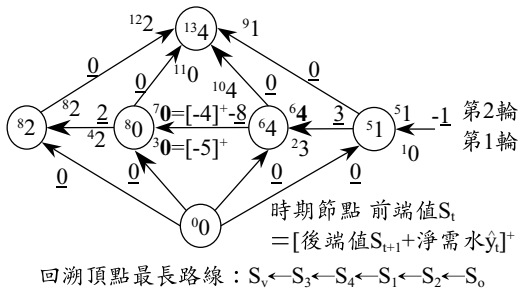 ¹³4
¹²2 ⁹1
0 0 ¹¹0 ¹⁰4 0 0
⁸2 ⁸2 2 ⁴2 ⁸0 ⁷0=[-4]⁺ -8 ³0=[-5]⁺ ⁶4 ⁶4 3 ²3 ⁵1 ⁵1 -1 ¹0
第2輪
第1輪
0 0 0 0
⁰0
時期節點 前端值Sₜ
=[後端值Sₜ₊₁+淨需水ŷₜ]⁺
回溯頂點最長路線：Sᵥ←S₃←S₄←S₁←S₂←Sₒ